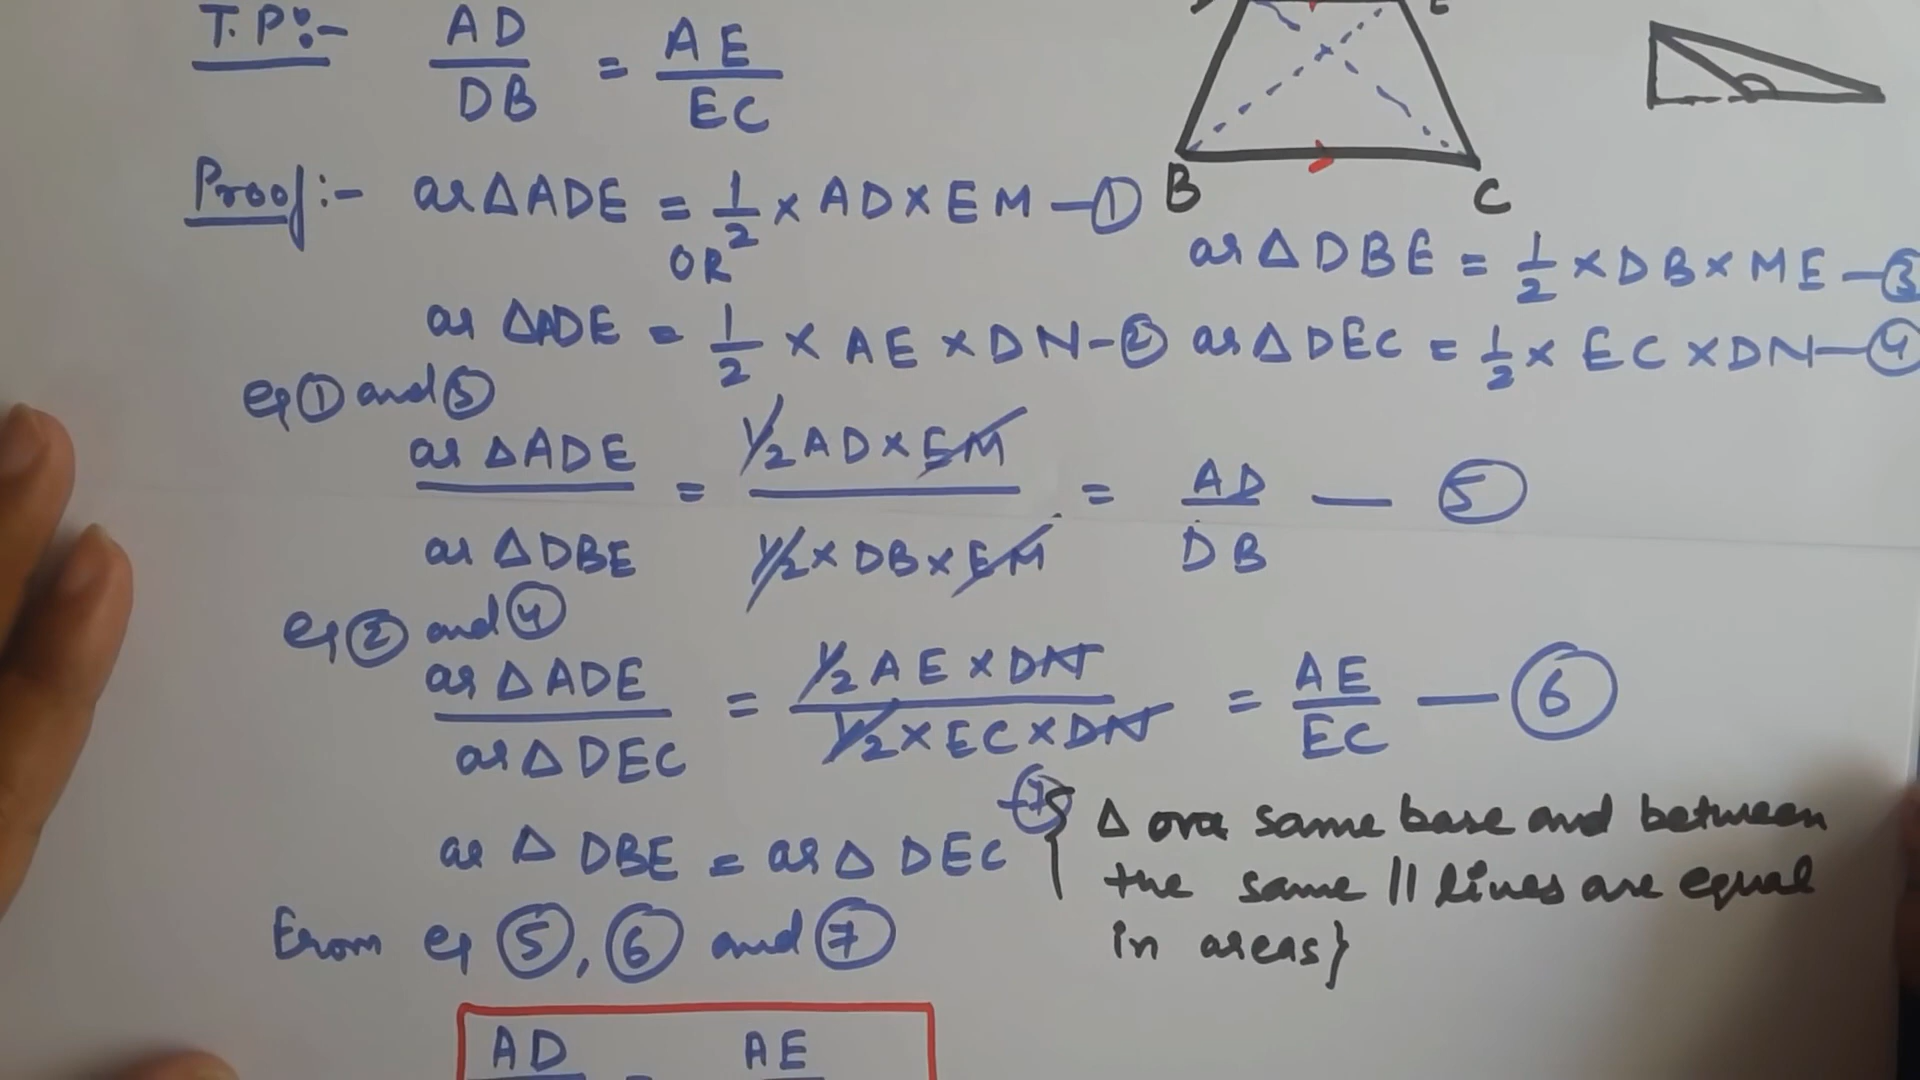 T.P:- AD/DB = AE/EC
B C
Proof:- ar△ADE = 1/2 × AD × EM — ①
OR
ar △DBE = 1/2 × DB × ME — ③
ar △ADE = 1/2 × AE × DN - ② ar △DEC = 1/2 × EC × DN — ④
eq ① and ③
ar △ADE / ar △DBE = 1/2 AD × EM / 1/2 × DB × EM = AD/DB — ⑤
eq ② and ④
ar △ADE / ar △DEC = 1/2 AE × DN / 1/2 × EC × DN = AE/EC — ⑥
ar △ DBE = ar △ DEC — ⑦
{ △ on same base and between
the same || lines are equal
in areas}
From eq ⑤, ⑥ and ⑦
AD AE